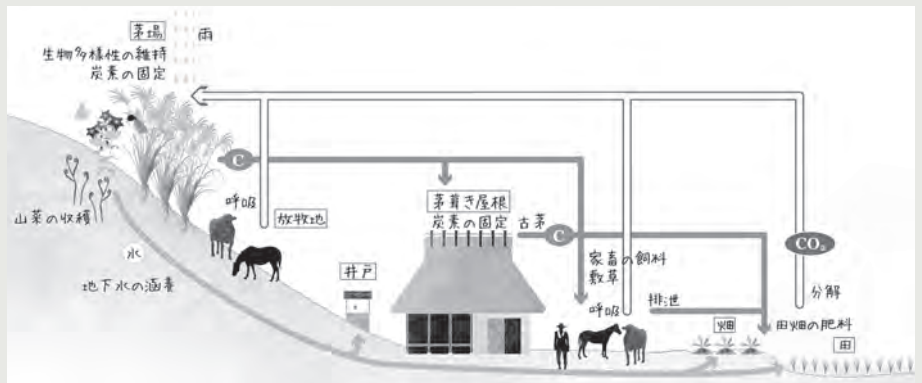 茅場
雨
生物多様性の維持
炭素の固定
C
呼吸
放牧地
山菜の収穫
水
地下水の涵養
井戸
茅葺き屋根
炭素の固定
古茅
C
家畜の飼料
敷草
呼吸
排泄
CO₂
分解
畑
田畑の肥料
田